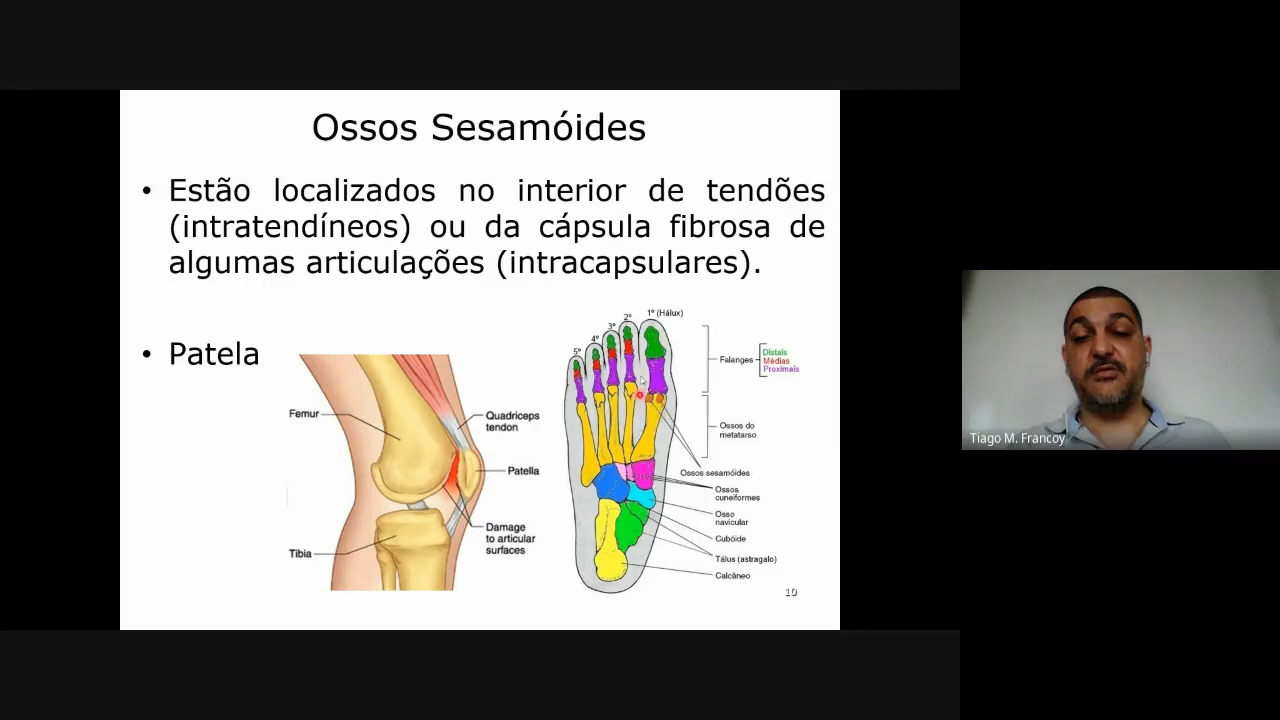 Ossos Sesamóides
• Estão localizados no interior de tendões
(intratendíneos) ou da cápsula fibrosa de
algumas articulações (intracapsulares).
• Patela
Femur
Quadriceps
tendon
Patella
Damage
to articular
surfaces
Tibia
1º (Hálux)
2º
3º
4º
5º
Falanges
Distais
Médias
Proximais
Ossos do
metatarso
Ossos sesamóides
Ossos
cuneiformes
Osso
navicular
Cubóide
Tálus (astragalo)
Calcâneo
10
Tiago M. Francoy